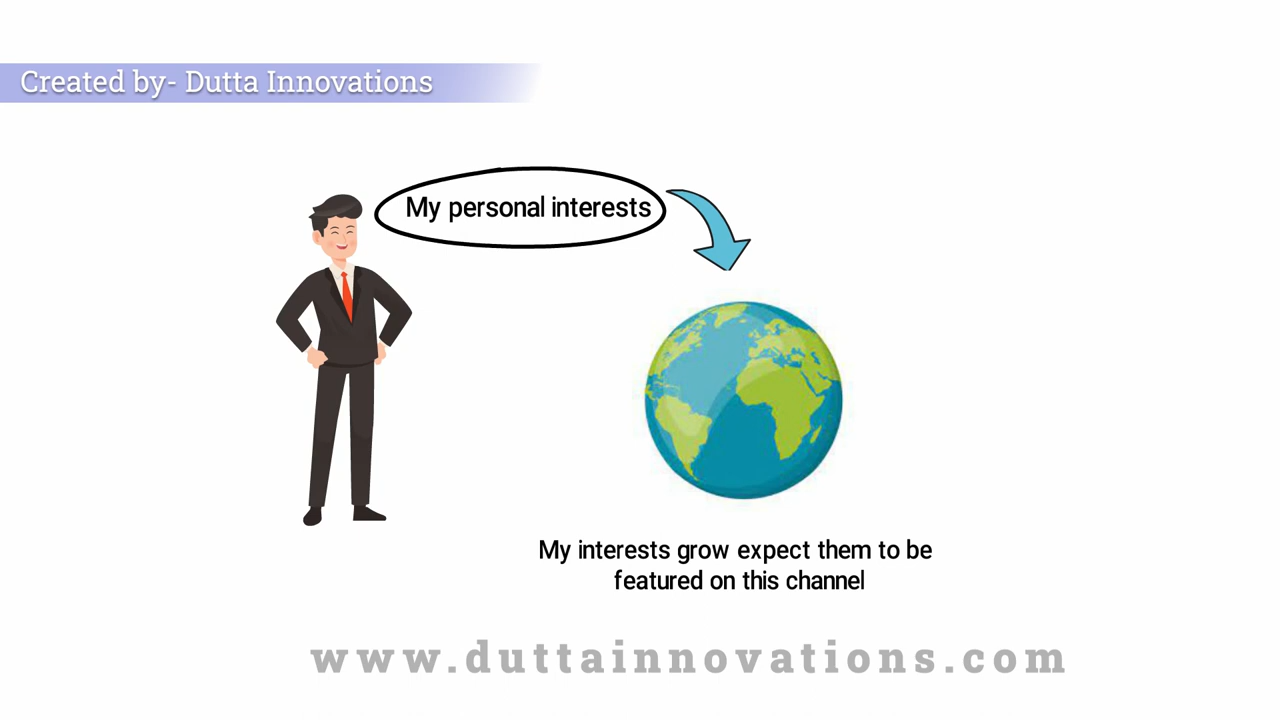 Created by- Dutta Innovations
My personal interests
My interests grow expect them to be
featured on this channel
www.duttainnovations.com